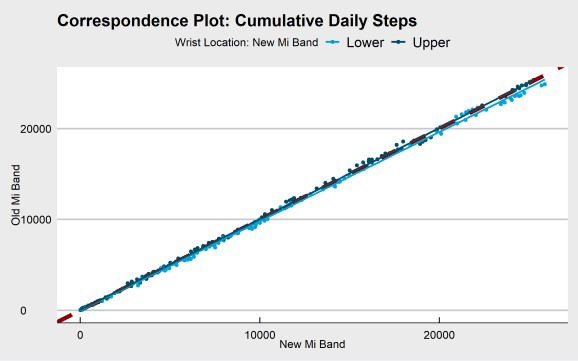 Correspondence Plot: Cumulative Daily Steps
Wrist Location: New Mi Band Lower Upper
20000
10000
0
Old Mi Band
0 10000 20000
New Mi Band